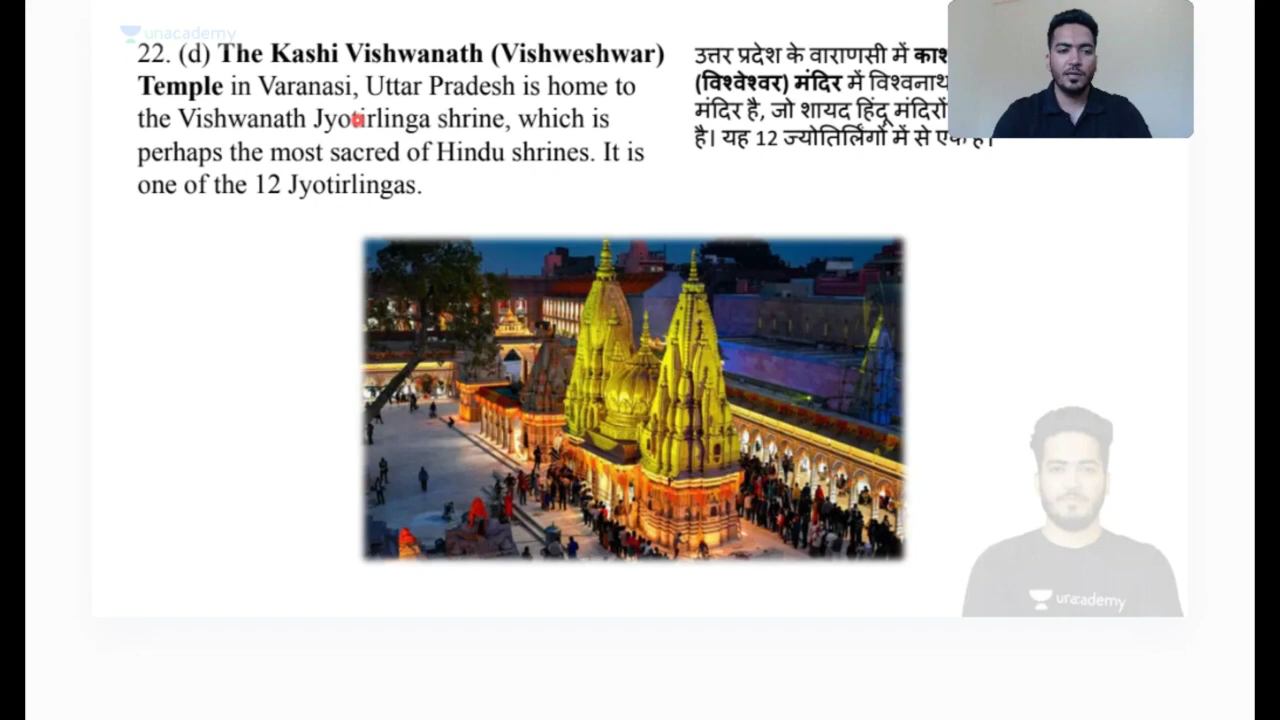 unacademy
22. (d) The Kashi Vishwanath (Vishweshwar)
Temple in Varanasi, Uttar Pradesh is home to
the Vishwanath Jyotirlinga shrine, which is
perhaps the most sacred of Hindu shrines. It is
one of the 12 Jyotirlingas.
उत्तर प्रदेश के वाराणसी में
(विश्वेश्वर) मंदिर में
मंदिर है, जो शायद हिंदू मंदिरों
है। यह 12 ज्योतिर्लिंगों में से एक है।
unacademy